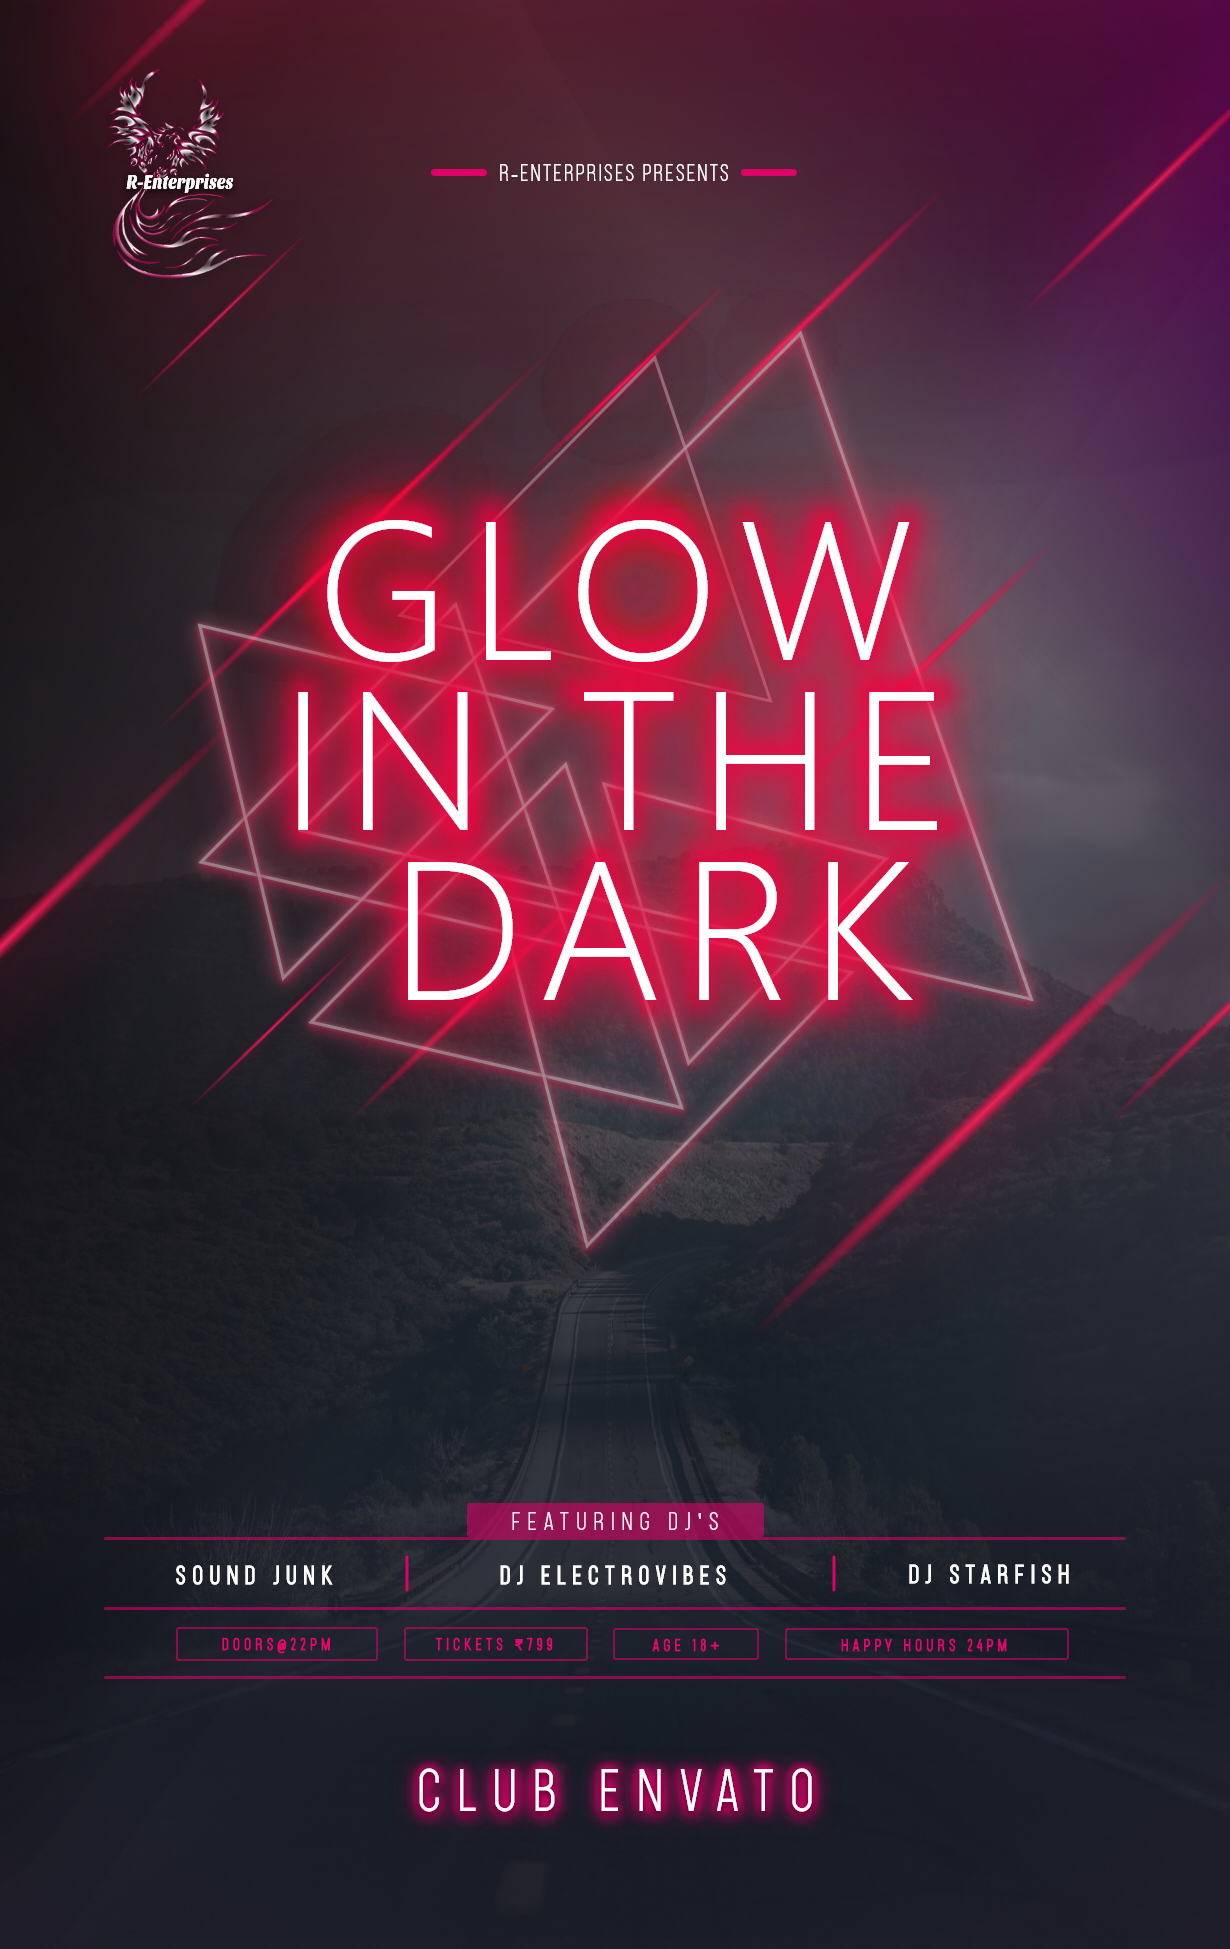 R-Enterprises
R-ENTERPRISES PRESENTS
GLOW
IN THE
DARK
FEATURING DJ'S
SOUND JUNK
DJ ELECTROVIBES
DJ STARFISH
DOORS@22PM
TICKETS ₹799
AGE 18+
HAPPY HOURS 24PM
CLUB ENVATO